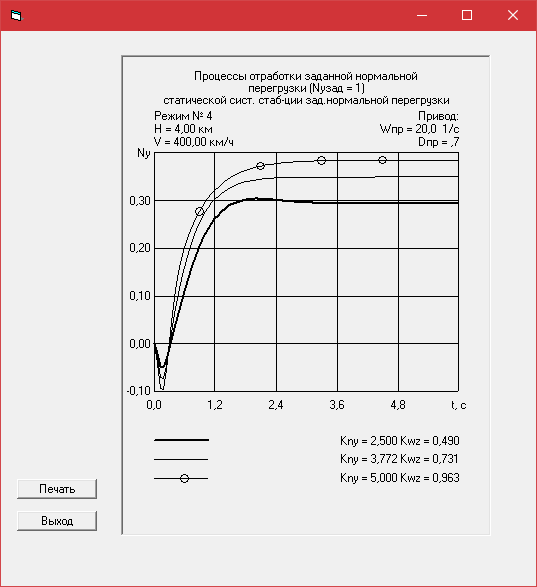 Процессы отработки заданной нормальной
перегрузки (Nyзад = 1)
статической сист. стаб-ции зад.нормальной перегрузки
Режим № 4 Привод:
H = 4,00 км Wпр = 20,0 1/с
V = 400,00 км/ч Dпр = ,7
Ny
0,30
0,20
0,10
0,00
-0,10
0,0 1,2 2,4 3,6 4,8 t, с
Kny = 2,500 Kwz = 0,490
Kny = 3,772 Kwz = 0,731
Kny = 5,000 Kwz = 0,963
Печать
Выход